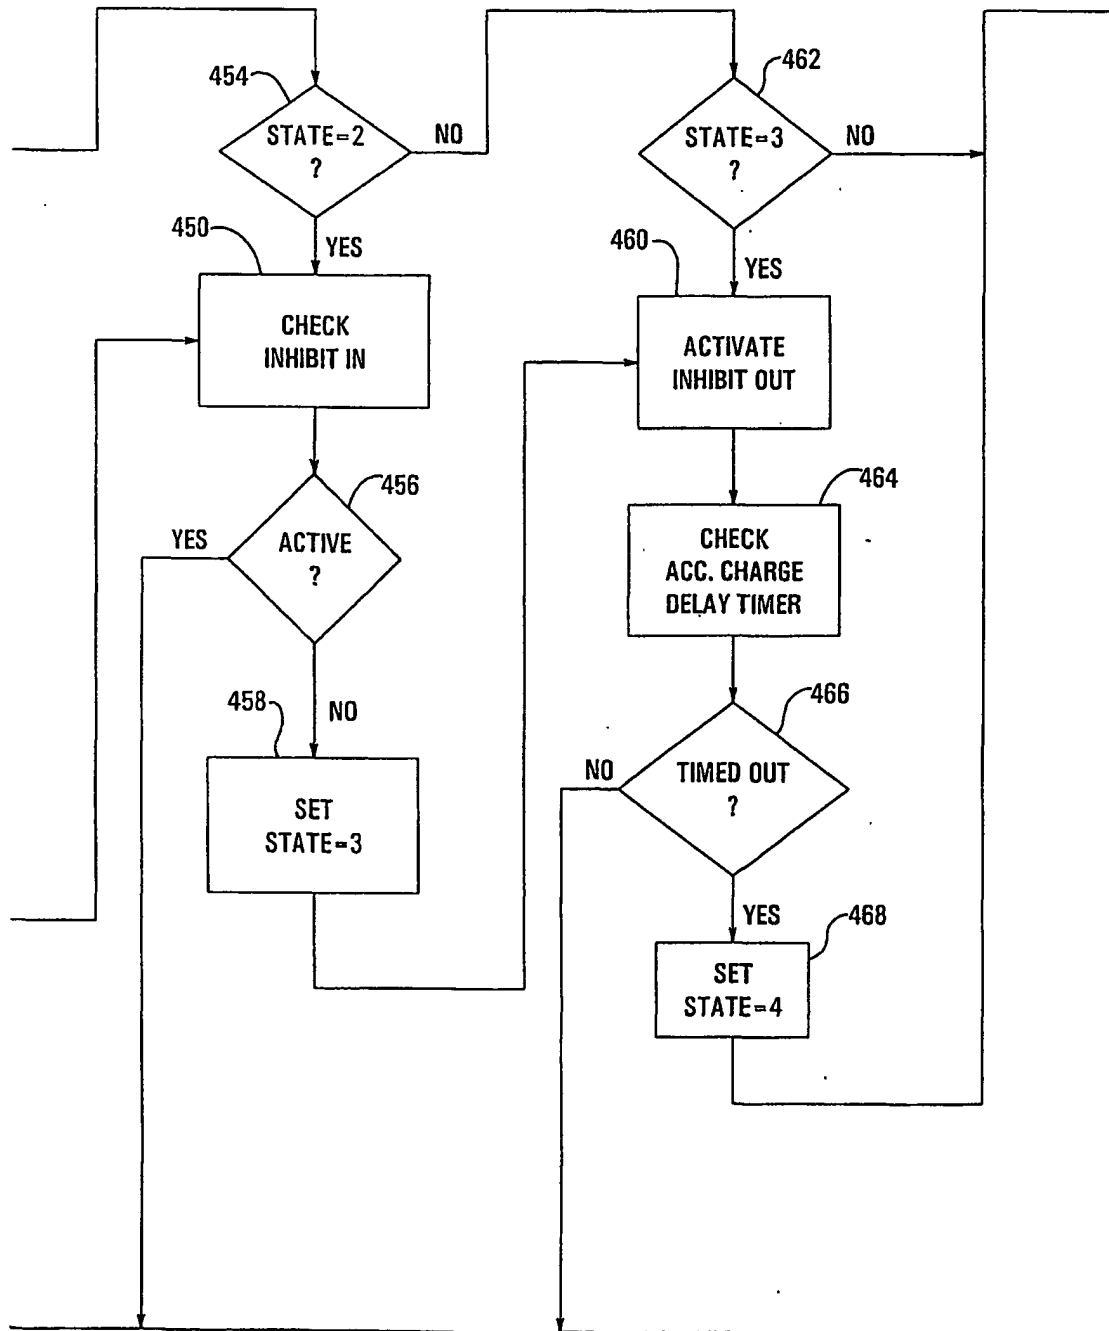 454
STATE=2
?
NO
YES
450
CHECK
INHIBIT IN
456
ACTIVE
?
YES
NO
458
SET
STATE=3
462
STATE=3
?
NO
YES
460
ACTIVATE
INHIBIT OUT
464
CHECK
ACC. CHARGE
DELAY TIMER
466
TIMED OUT
?
NO
YES
468
SET
STATE=4